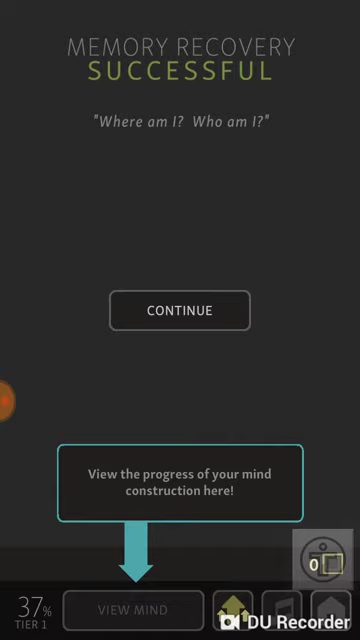 MEMORY RECOVERY
SUCCESSFUL
"Where am I?  Who am I?"
CONTINUE
View the progress of your mind
construction here!
0
37%
TIER 1
VIEW MIND
DU Recorder